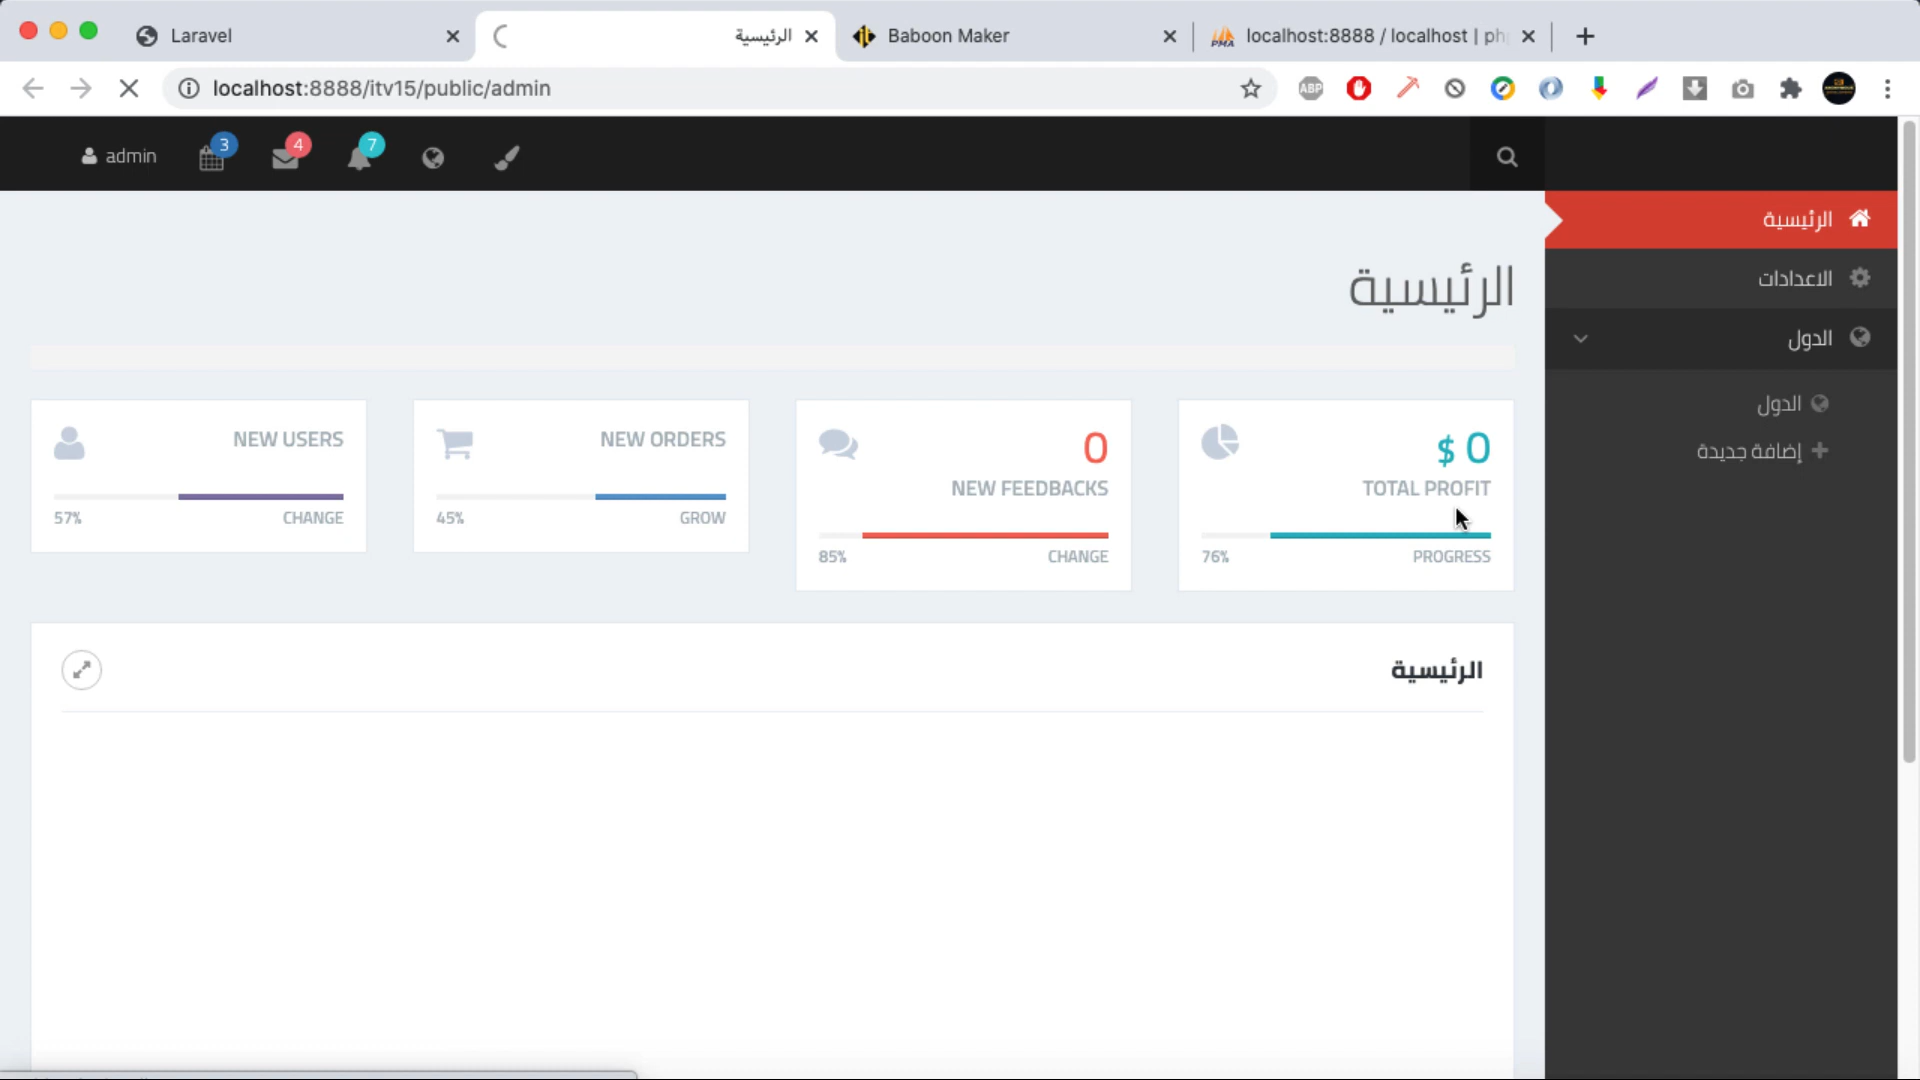 Laravel
الرئيسية
Baboon Maker
localhost:8888 / localhost | ph
localhost:8888/itv15/public/admin
ABP
admin
3
4
7
الرئيسية
الاعدادات
الدول
الدول
إضافة جديدة
الرئيسية
$ 0
TOTAL PROFIT
76%
PROGRESS
0
NEW FEEDBACKS
85%
CHANGE
NEW ORDERS
45%
GROW
NEW USERS
57%
CHANGE
الرئيسية